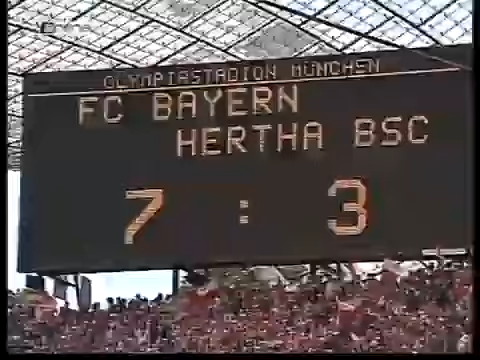 OLYMPIASTADION MÜNCHEN
FC BAYERN
HERTHA BSC
7 : 3